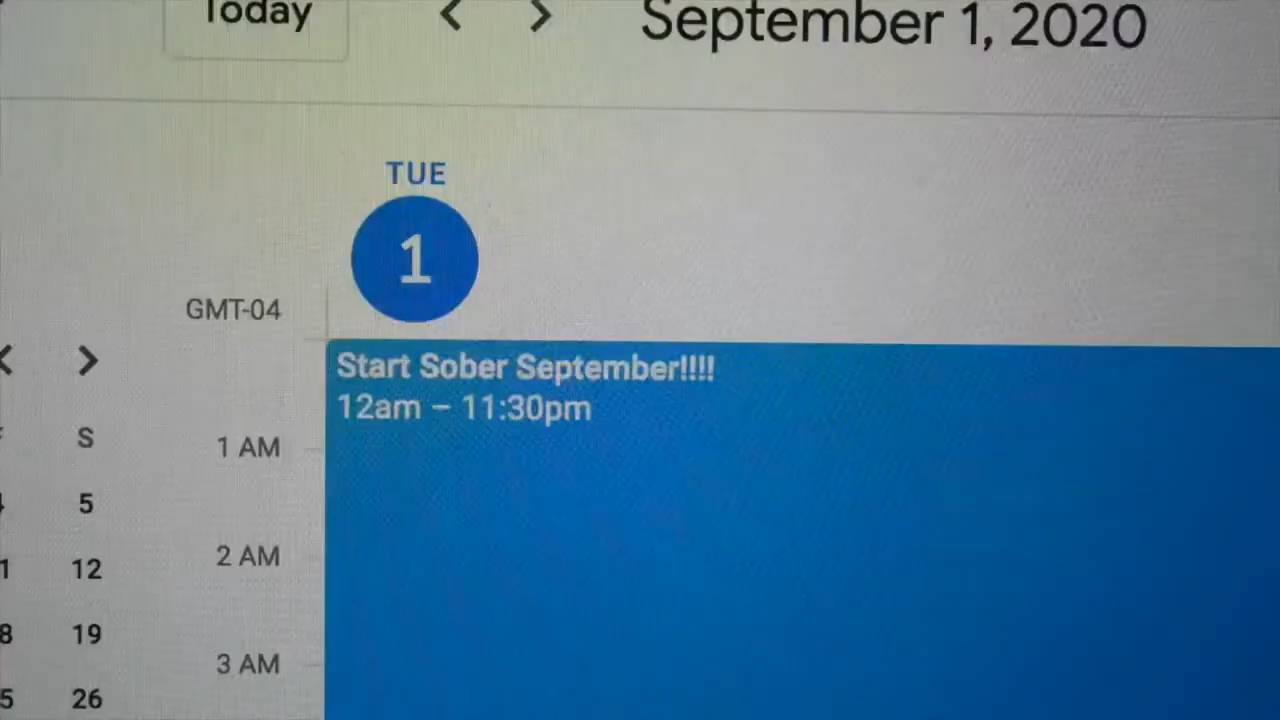 Today
September 1, 2020
TUE
1
GMT-04
Start Sober September!!!!
12am – 11:30pm
S
1 AM
5
2 AM
12
19
3 AM
26